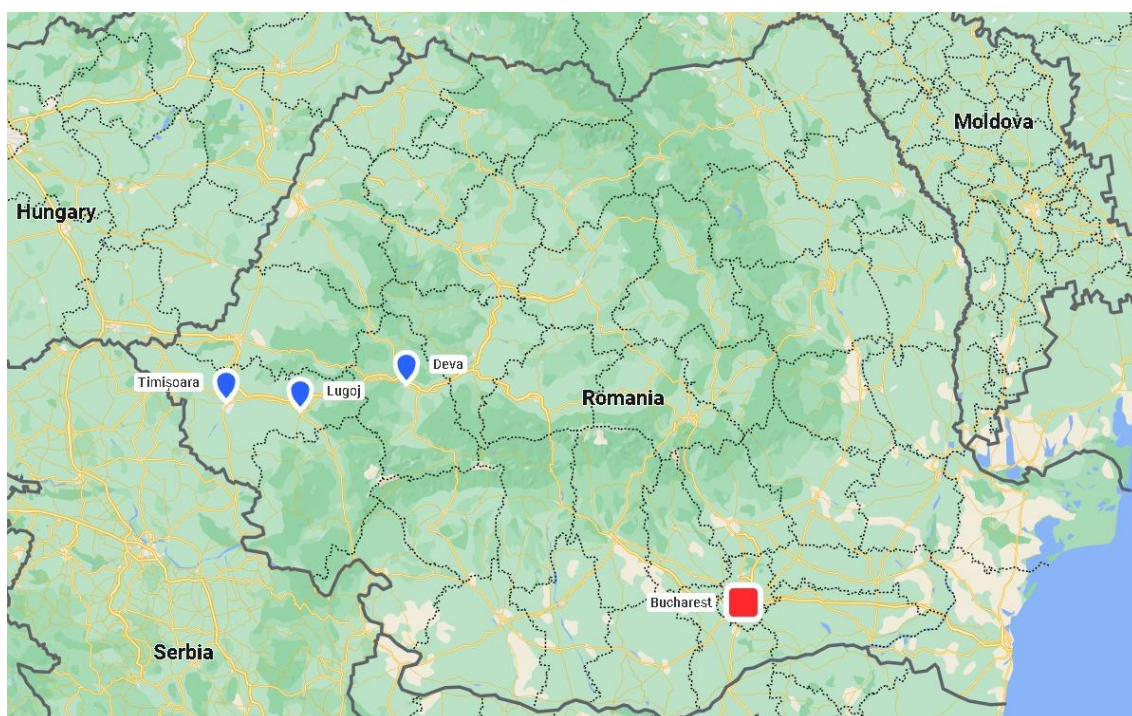 Moldova
Hungary
Deva
Timișoara
Lugoj
Romania
Bucharest
Serbia